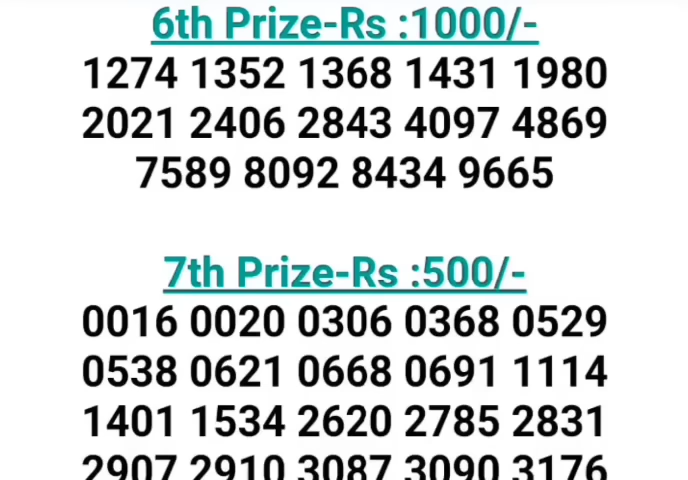 6th Prize-Rs :1000/-
1274 1352 1368 1431 1980
2021 2406 2843 4097 4869
7589 8092 8434 9665
7th Prize-Rs :500/-
0016 0020 0306 0368 0529
0538 0621 0668 0691 1114
1401 1534 2620 2785 2831
2907 2910 3087 3090 3176